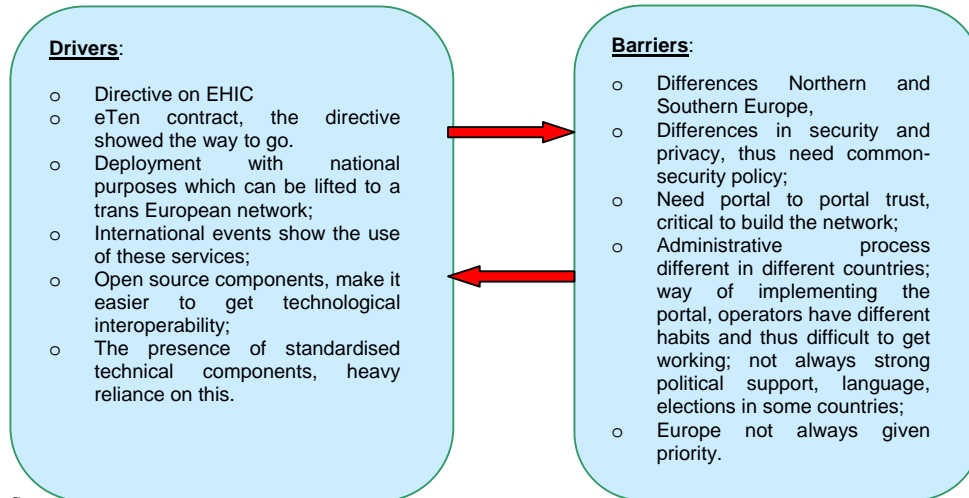 Drivers:
o Directive on EHIC
o eTen contract, the directive
showed the way to go.
o Deployment with national
purposes which can be lifted to a
trans European network;
o International events show the use
of these services;
o Open source components, make it
easier to get technological
interoperability;
o The presence of standardised
technical components, heavy
reliance on this.
Barriers:
o Differences Northern and
Southern Europe,
o Differences in security and
privacy, thus need common-
security policy;
o Need portal to portal trust,
critical to build the network;
o Administrative process
different in different countries;
way of implementing the
portal, operators have different
habits and thus difficult to get
working; not always strong
political support, language,
elections in some countries;
o Europe not always given
priority.